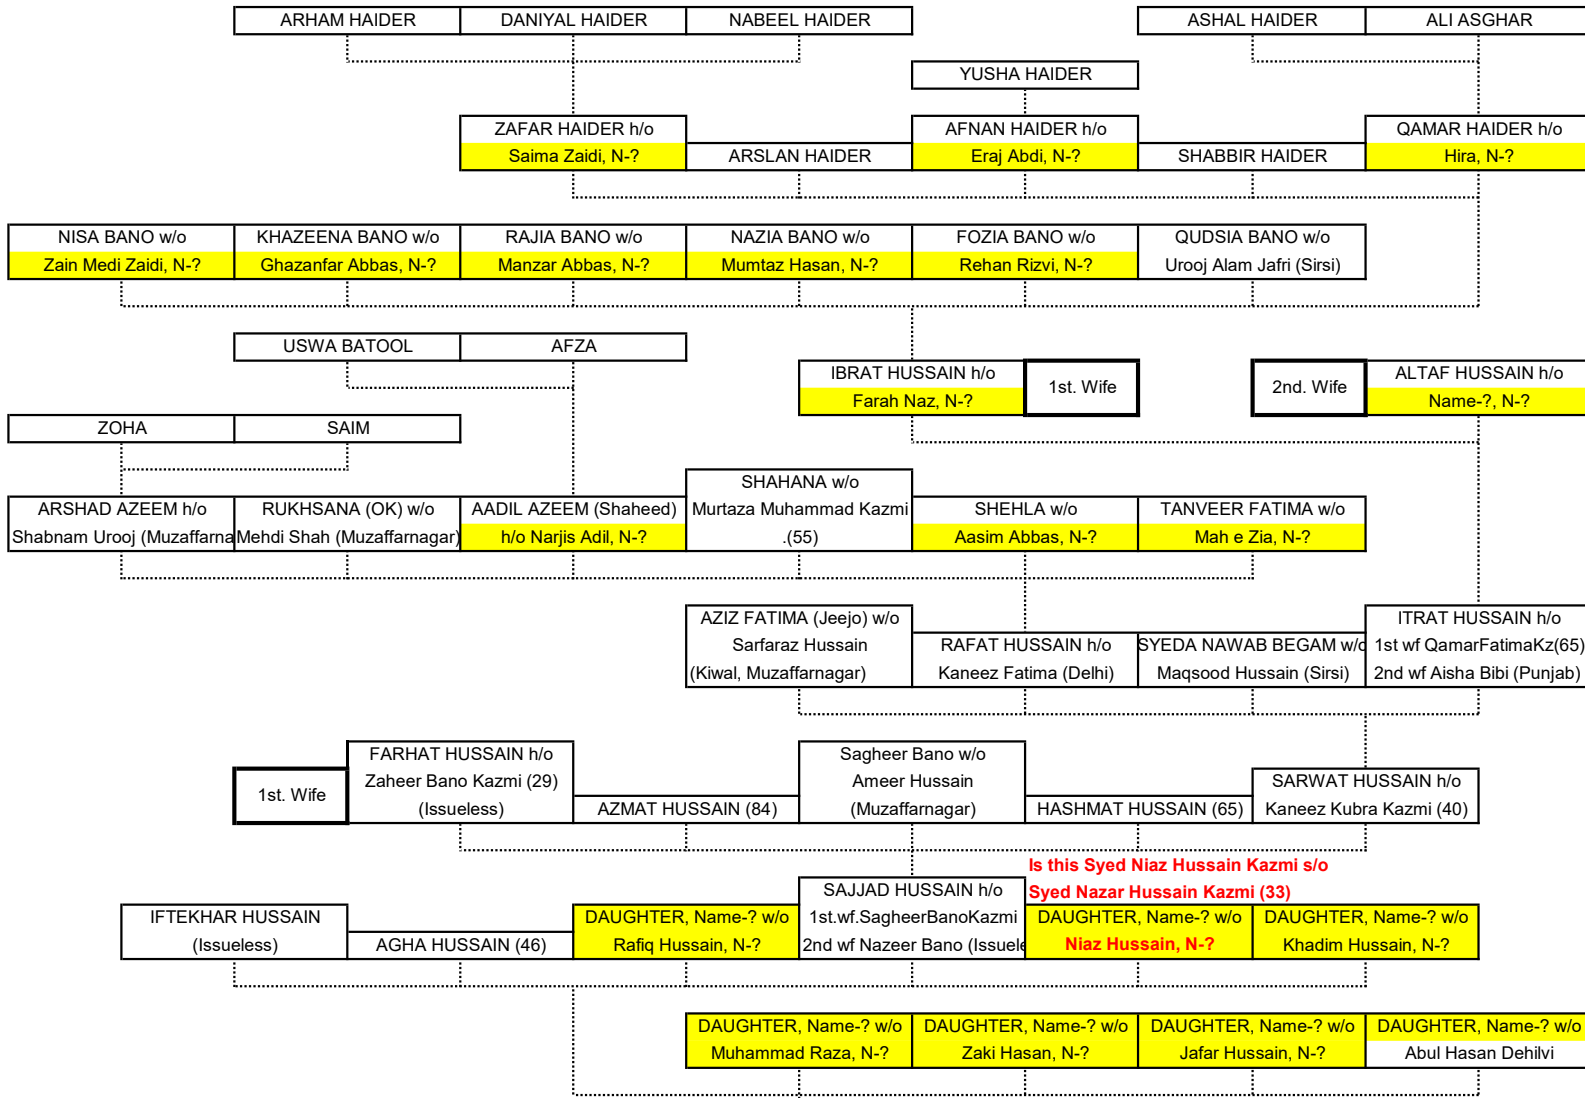 ARHAM HAIDER
DANIYAL HAIDER
NABEEL HAIDER
ASHAL HAIDER
ALI ASGHAR
YUSHA HAIDER
ZAFAR HAIDER h/o
Saima Zaidi, N-?
ARSLAN HAIDER
AFNAN HAIDER h/o
Eraj Abdi, N-?
SHABBIR HAIDER
QAMAR HAIDER h/o
Hira, N-?
NISA BANO w/o
Zain Medi Zaidi, N-?
KHAZEENA BANO w/o
Ghazanfar Abbas, N-?
RAJIA BANO w/o
Manzar Abbas, N-?
NAZIA BANO w/o
Mumtaz Hasan, N-?
FOZIA BANO w/o
Rehan Rizvi, N-?
QUDSIA BANO w/o
Urooj Alam Jafri (Sirsi)
USWA BATOOL
AFZA
IBRAT HUSSAIN h/o
Farah Naz, N-?
1st. Wife
2nd. Wife
ALTAF HUSSAIN h/o
Name-?, N-?
ZOHA
SAIM
ARSHAD AZEEM h/o
Shabnam Urooj (Muzaffarna
RUKHSANA (OK) w/o
Mehdi Shah (Muzaffarnagar)
AADIL AZEEM (Shaheed)
h/o Narjis Adil, N-?
SHAHANA w/o
Murtaza Muhammad Kazmi
.(55)
SHEHLA w/o
Aasim Abbas, N-?
TANVEER FATIMA w/o
Mah e Zia, N-?
AZIZ FATIMA (Jeejo) w/o
Sarfaraz Hussain
(Kiwal, Muzaffarnagar)
RAFAT HUSSAIN h/o
Kaneez Fatima (Delhi)
SYEDA NAWAB BEGAM w/o
Maqsood Hussain (Sirsi)
ITRAT HUSSAIN h/o
1st wf QamarFatimaKz(65)
2nd wf Aisha Bibi (Punjab)
1st. Wife
FARHAT HUSSAIN h/o
Zaheer Bano Kazmi (29)
(Issueless)
AZMAT HUSSAIN (84)
Sagheer Bano w/o
Ameer Hussain
(Muzaffarnagar)
HASHMAT HUSSAIN (65)
SARWAT HUSSAIN h/o
Kaneez Kubra Kazmi (40)
Is this Syed Niaz Hussain Kazmi s/o
Syed Nazar Hussain Kazmi (33)
IFTEKHAR HUSSAIN
(Issueless)
AGHA HUSSAIN (46)
DAUGHTER, Name-? w/o
Rafiq Hussain, N-?
SAJJAD HUSSAIN h/o
1st.wf.SagheerBanoKazmi
2nd wf Nazeer Bano (Issuele
DAUGHTER, Name-? w/o
Niaz Hussain, N-?
DAUGHTER, Name-? w/o
Khadim Hussain, N-?
DAUGHTER, Name-? w/o
Muhammad Raza, N-?
DAUGHTER, Name-? w/o
Zaki Hasan, N-?
DAUGHTER, Name-? w/o
Jafar Hussain, N-?
DAUGHTER, Name-? w/o
Abul Hasan Dehilvi